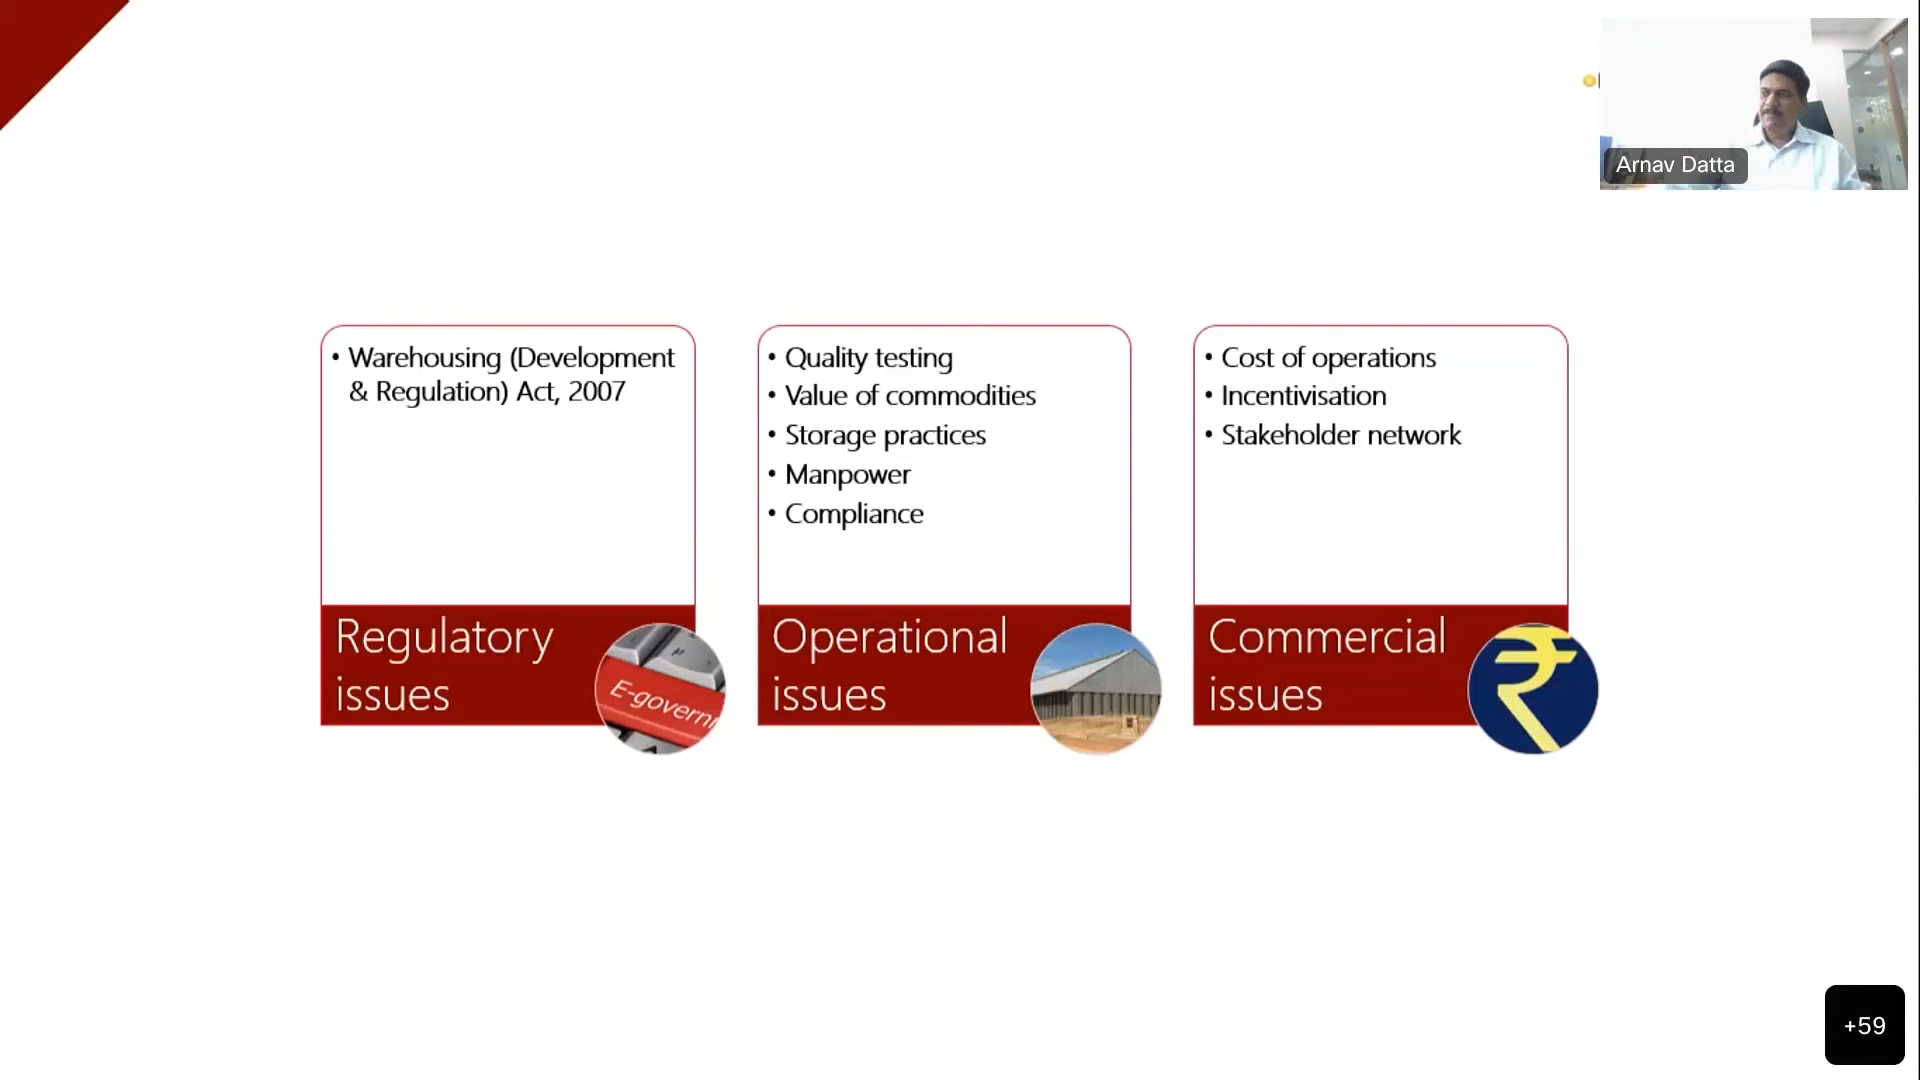 Arnav Datta
• Warehousing (Development
& Regulation) Act, 2007
Regulatory
issues
E-governm
• Quality testing
• Value of commodities
• Storage practices
• Manpower
• Compliance
Operational
issues
• Cost of operations
• Incentivisation
• Stakeholder network
Commercial
issues
₹
+59